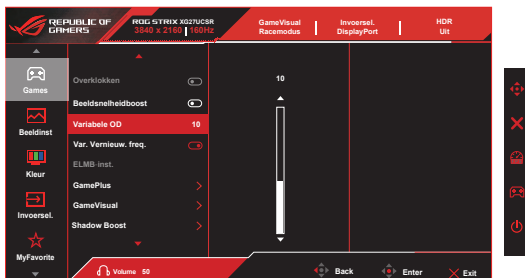 REPUBLIC OF
GAMERS
ROG STRIX XG27UCSR
3840 x 2160 160Hz
GameVisual
Racemodus
Invoersel.
DisplayPort
HDR
Uit
Games
Beeldinst
Kleur
Invoersel.
MyFavorite
Overklokken
Beeldsnelheidboost
Variabele OD 10
Var. Vernieuw. freq.
ELMB-inst.
GamePlus
GameVisual
Shadow Boost
10
Volume 50
Back
Enter
Exit